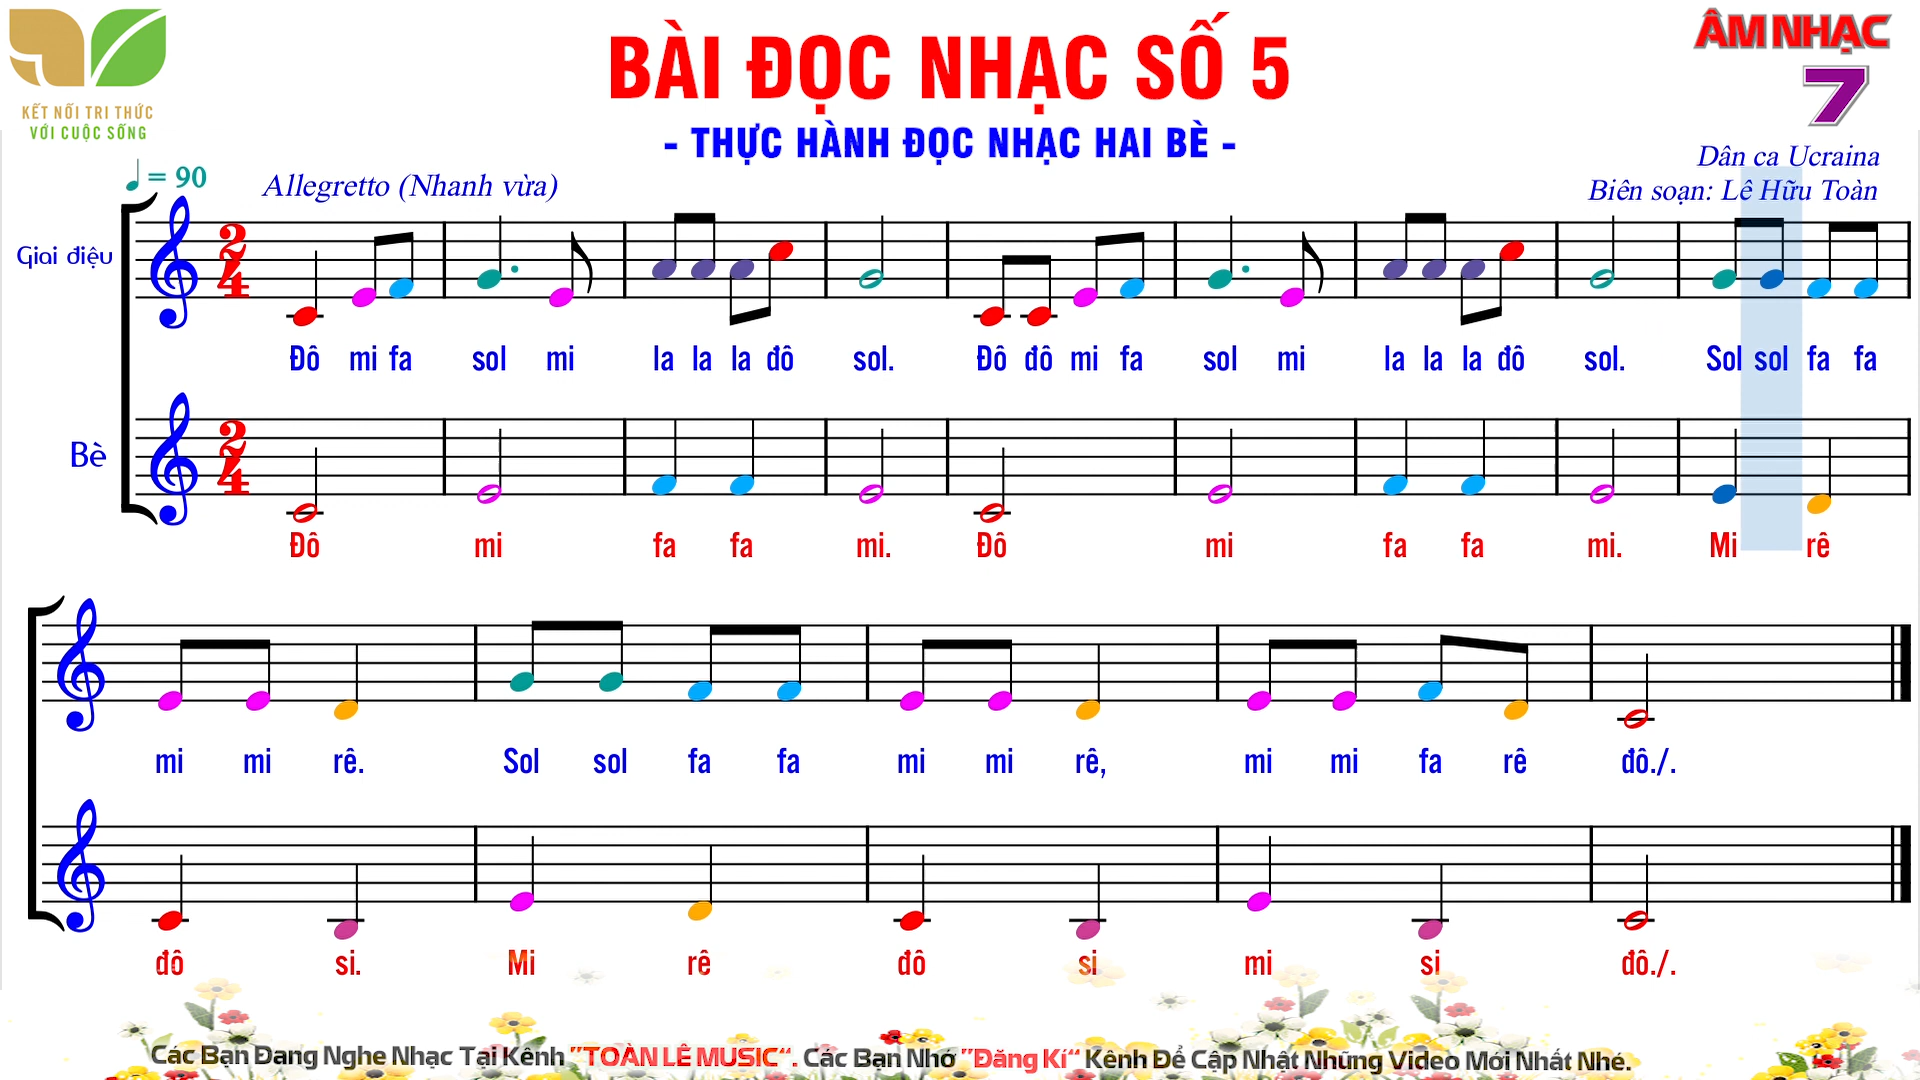 KẾT NỐI TRI THỨC
VỚI CUỘC SỐNG
BÀI ĐỌC NHẠC SỐ 5
- THỰC HÀNH ĐỌC NHẠC HAI BÈ -
ÂM NHẠC
7
= 90
Allegretto (Nhanh vừa)
Dân ca Ucraina
Biên soạn: Lê Hữu Toàn
Giai điệu
2
4
Đô mi fa sol mi la la la đô sol. Đô đô mi fa sol mi la la la đô sol. Sol sol fa fa
Bè
2
4
Đô mi fa fa mi. Đô mi fa fa mi. Mi rê
mi mi rê. Sol sol fa fa mi mi rê, mi mi fa rê đô./.
đô si. Mi rê đô si mi si đô./.
Các Bạn Đang Nghe Nhạc Tại Kênh "TOÀN LÊ MUSIC". Các Bạn Nhớ "Đăng Kí" Kênh Để Cập Nhật Những Video Mới Nhất Nhé.